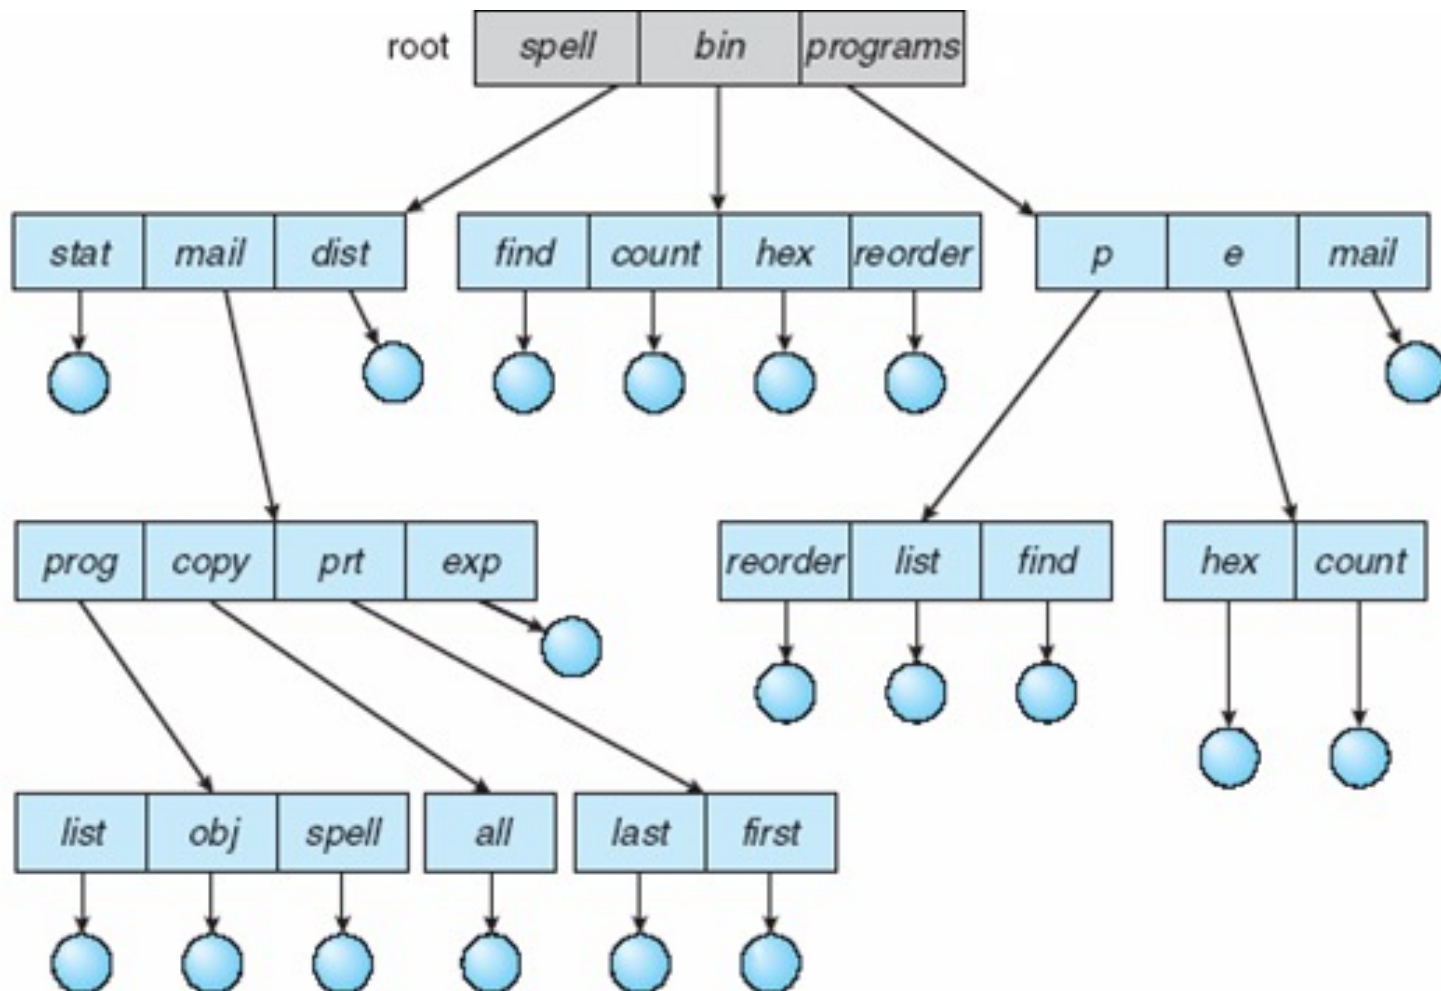 root spell bin programs
stat mail dist find count hex reorder p e mail
prog copy prt exp reorder list find hex count
list obj spell all last first